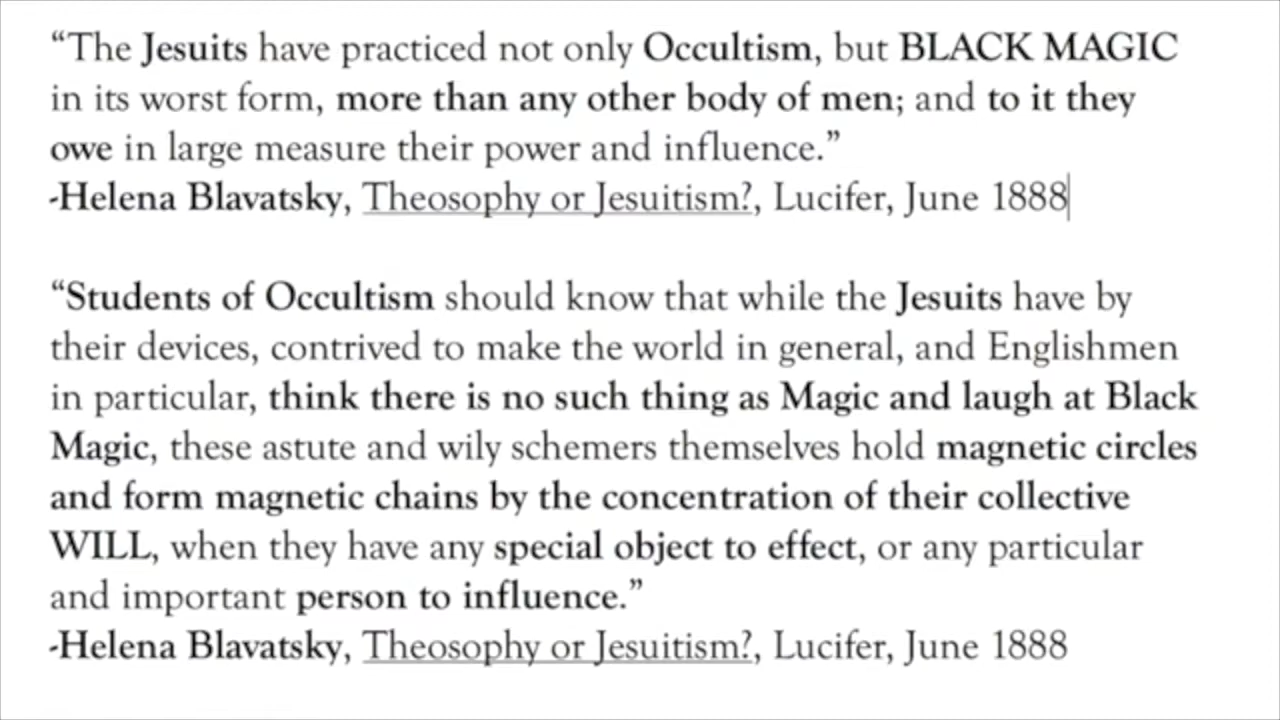 “The Jesuits have practiced not only Occultism, but BLACK MAGIC
in its worst form, more than any other body of men; and to it they
owe in large measure their power and influence.”
-Helena Blavatsky, Theosophy or Jesuitism?, Lucifer, June 1888
“Students of Occultism should know that while the Jesuits have by
their devices, contrived to make the world in general, and Englishmen
in particular, think there is no such thing as Magic and laugh at Black
Magic, these astute and wily schemers themselves hold magnetic circles
and form magnetic chains by the concentration of their collective
WILL, when they have any special object to effect, or any particular
and important person to influence.”
-Helena Blavatsky, Theosophy or Jesuitism?, Lucifer, June 1888